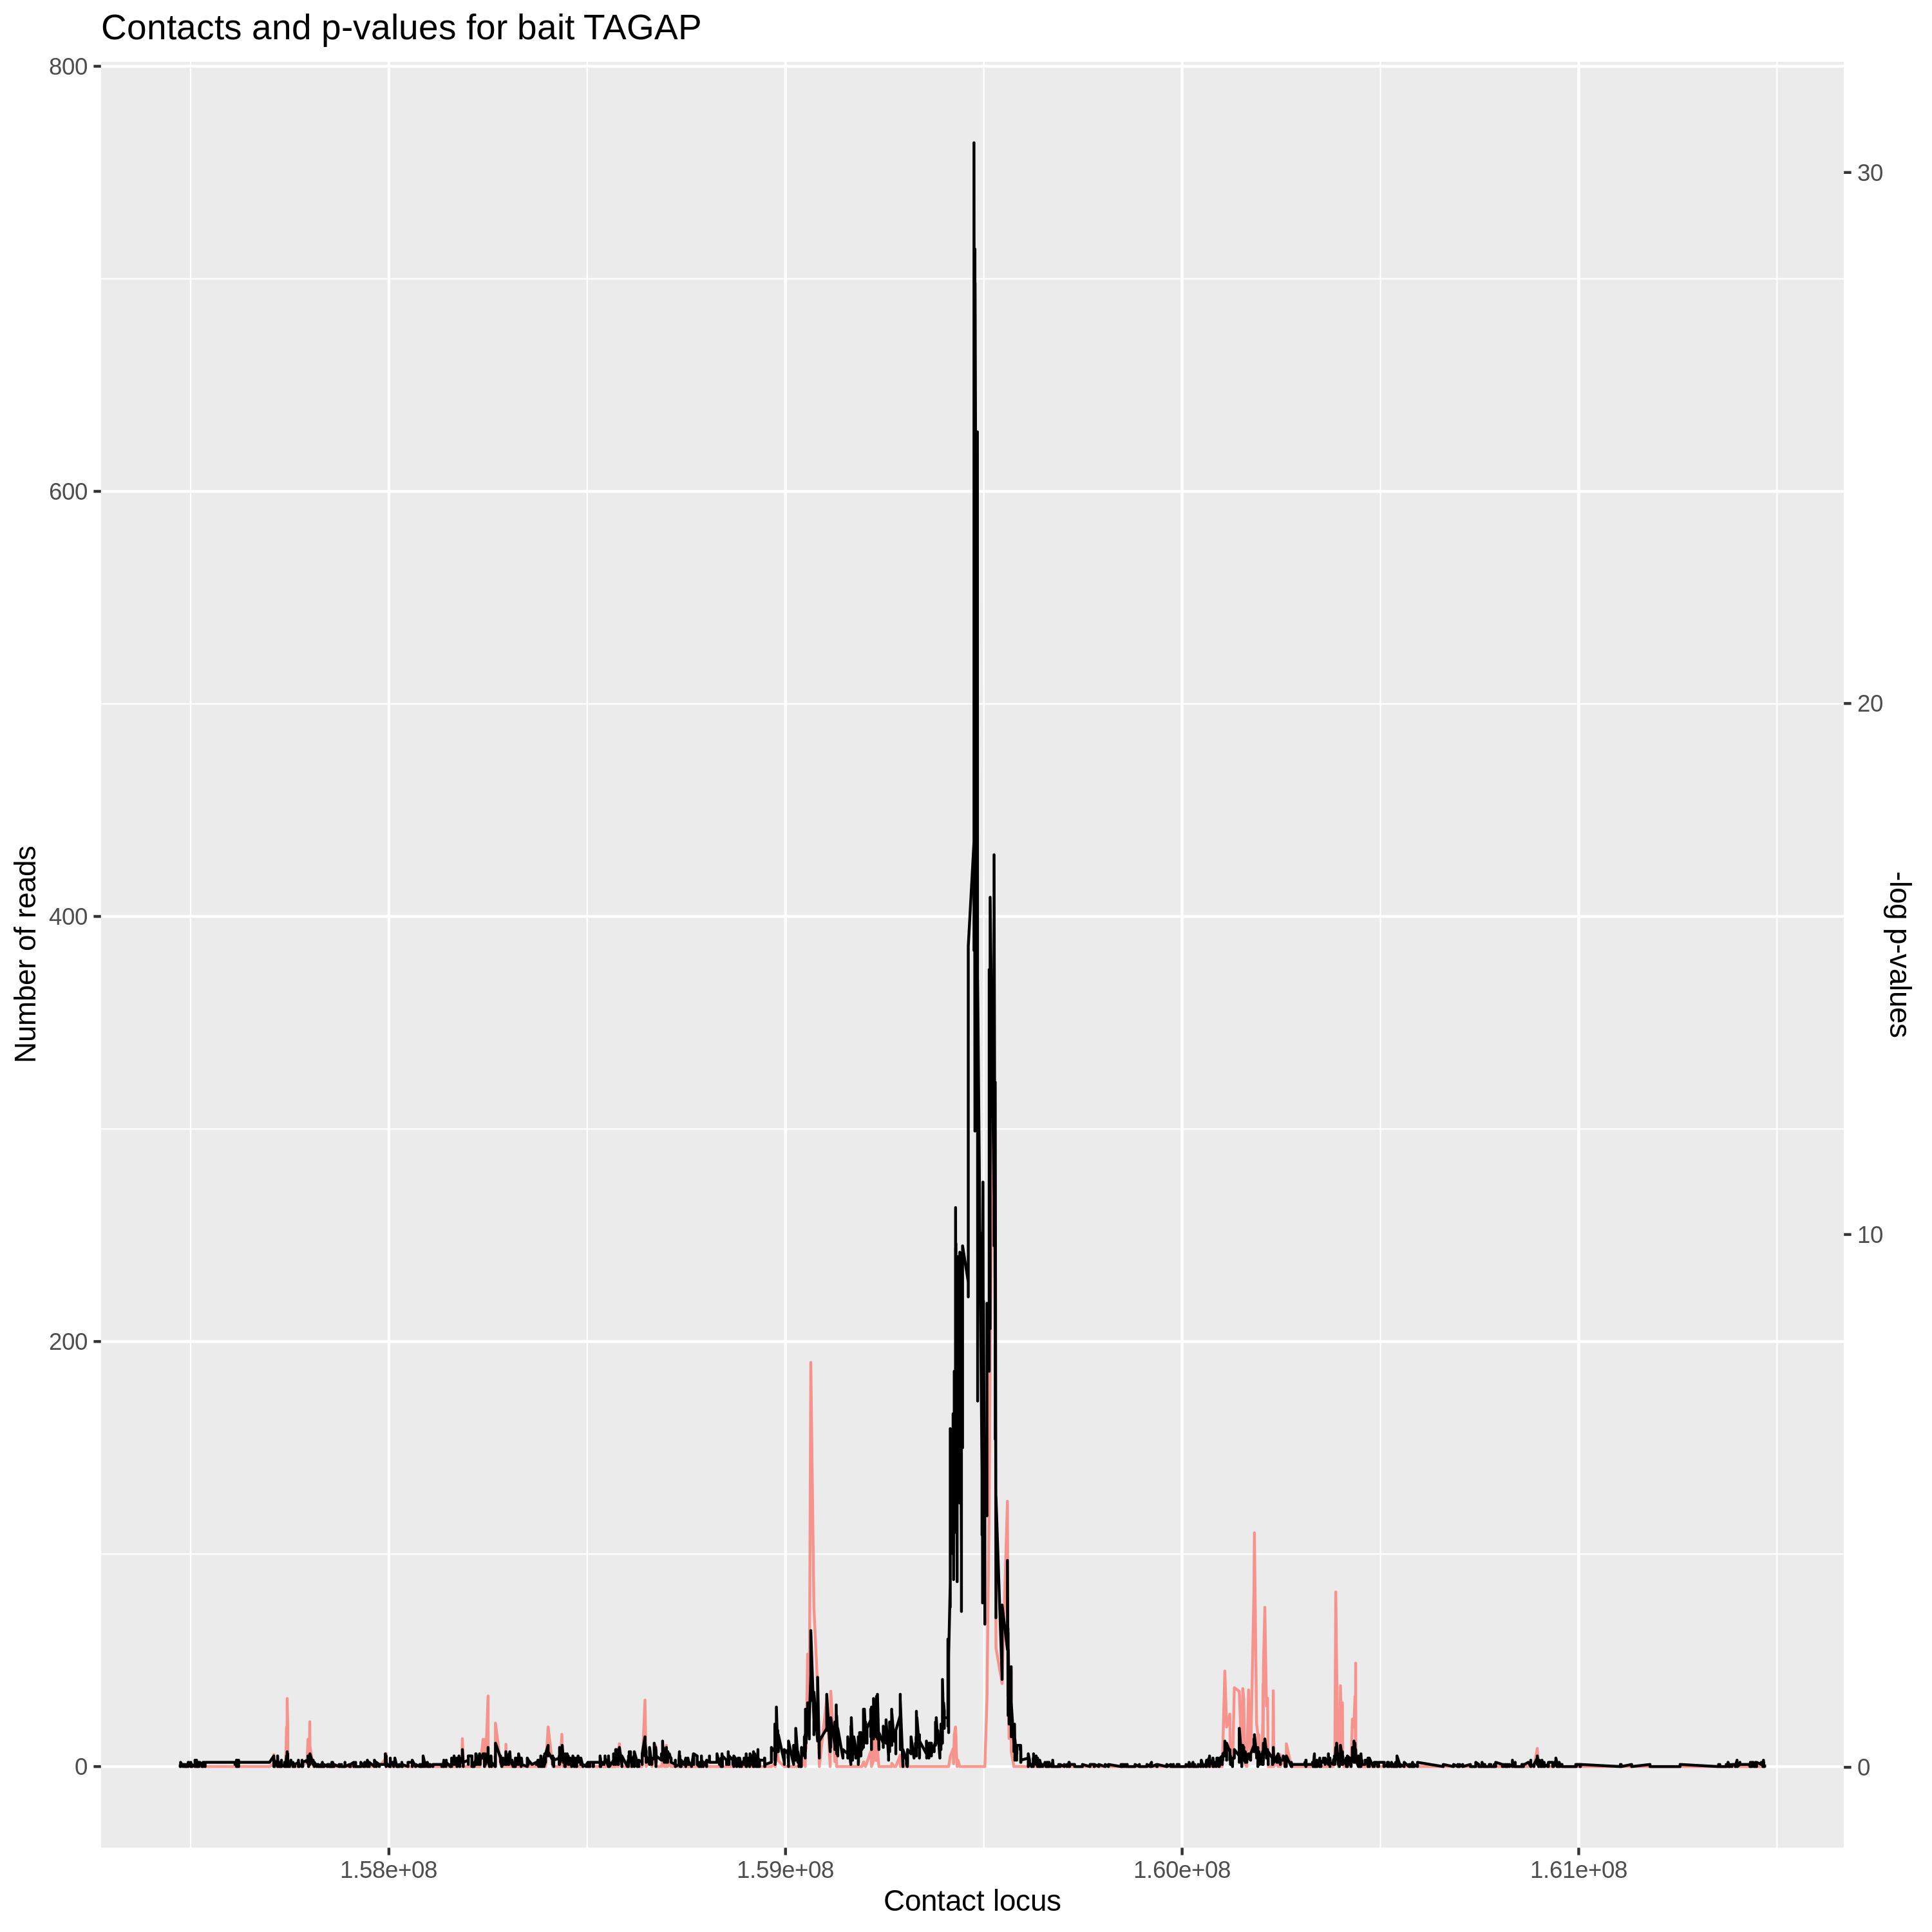 Contacts and p-values for bait TAGAP
800
600
400
200
0
Number of reads
30
20
10
0
-log p-values
1.58e+08
1.59e+08
1.60e+08
1.61e+08
Contact locus